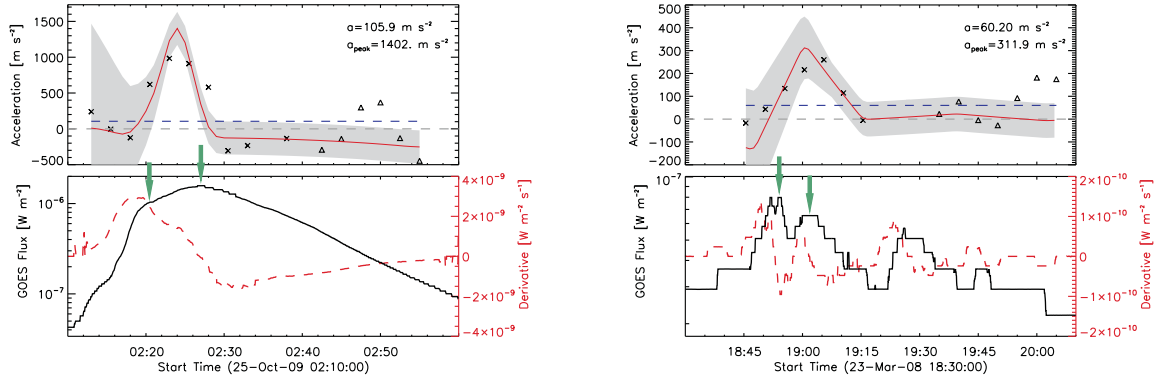 1500
1000
500
0
−500
Acceleration [m s⁻²]
a=105.9 m s⁻²
a_peak=1402. m s⁻²
10⁻⁶
10⁻⁷
GOES Flux [W m⁻²]
4×10⁻⁹
2×10⁻⁹
0
−2×10⁻⁹
−4×10⁻⁹
Derivative [W m⁻² s⁻¹]
02:20 02:30 02:40 02:50
Start Time (25−Oct−09 02:10:00)
500
400
300
200
100
0
−100
−200
Acceleration [m s⁻²]
a=60.20 m s⁻²
a_peak=311.9 m s⁻²
10⁻⁷
GOES Flux [W m⁻²]
2×10⁻¹⁰
1×10⁻¹⁰
0
−1×10⁻¹⁰
−2×10⁻¹⁰
Derivative [W m⁻² s⁻¹]
18:45 19:00 19:15 19:30 19:45 20:00
Start Time (23−Mar−08 18:30:00)